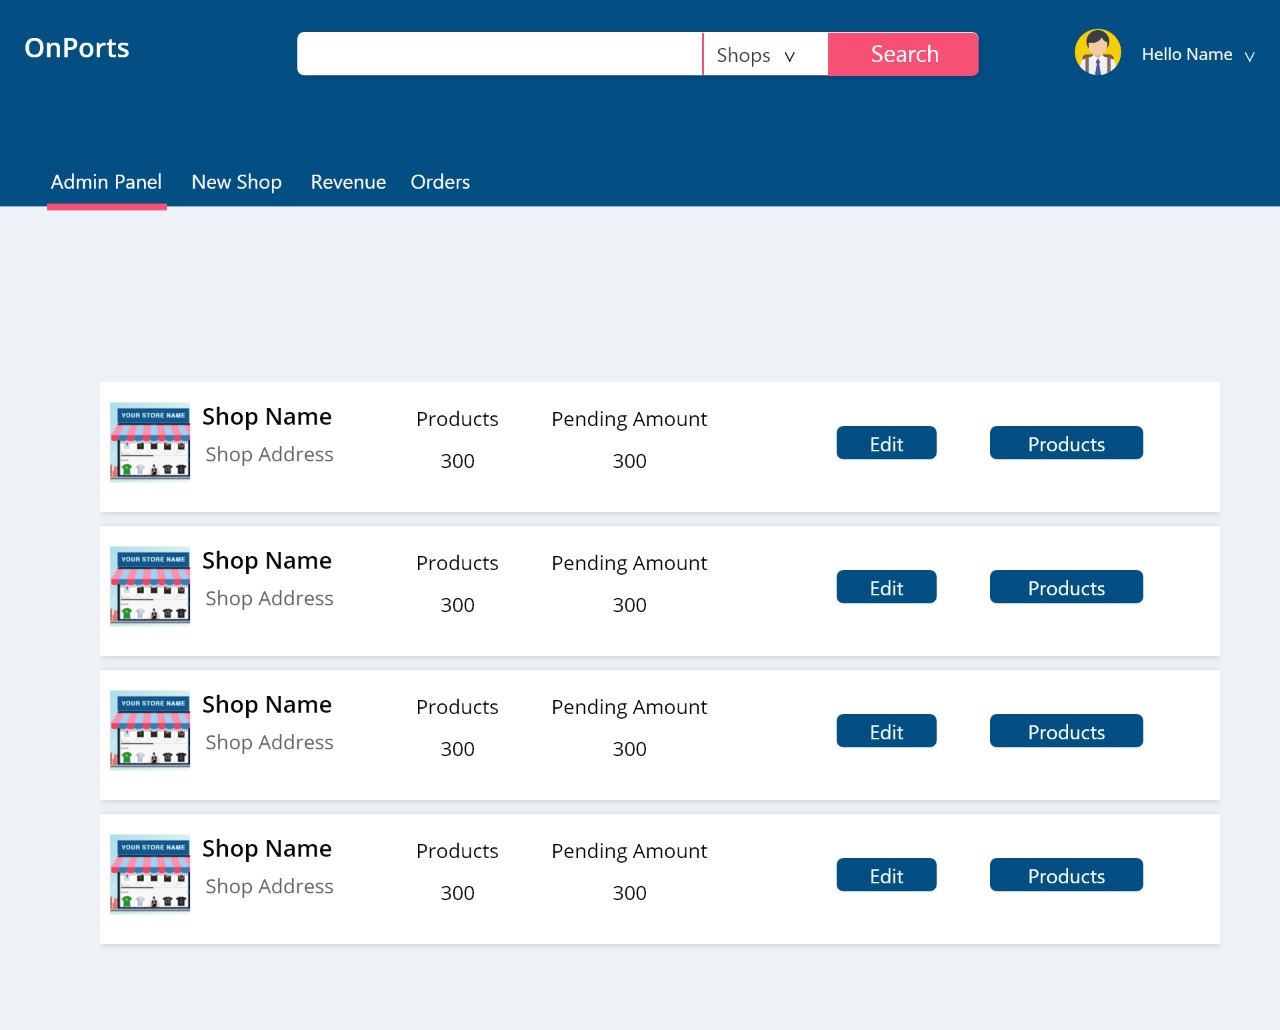 OnPorts
Shops
Search
Hello Name
Admin Panel
New Shop
Revenue
Orders
YOUR STORE NAME
Shop Name
Shop Address
Products
300
Pending Amount
300
Edit
Products
YOUR STORE NAME
Shop Name
Shop Address
Products
300
Pending Amount
300
Edit
Products
YOUR STORE NAME
Shop Name
Shop Address
Products
300
Pending Amount
300
Edit
Products
YOUR STORE NAME
Shop Name
Shop Address
Products
300
Pending Amount
300
Edit
Products